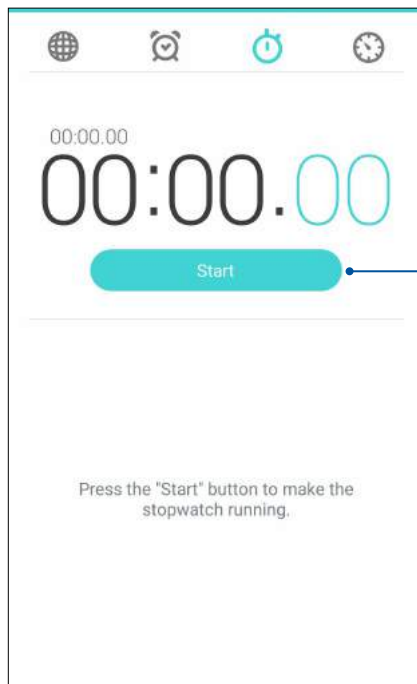 00:00.00
00:00.00
Start
Press the "Start" button to make the
stopwatch running.